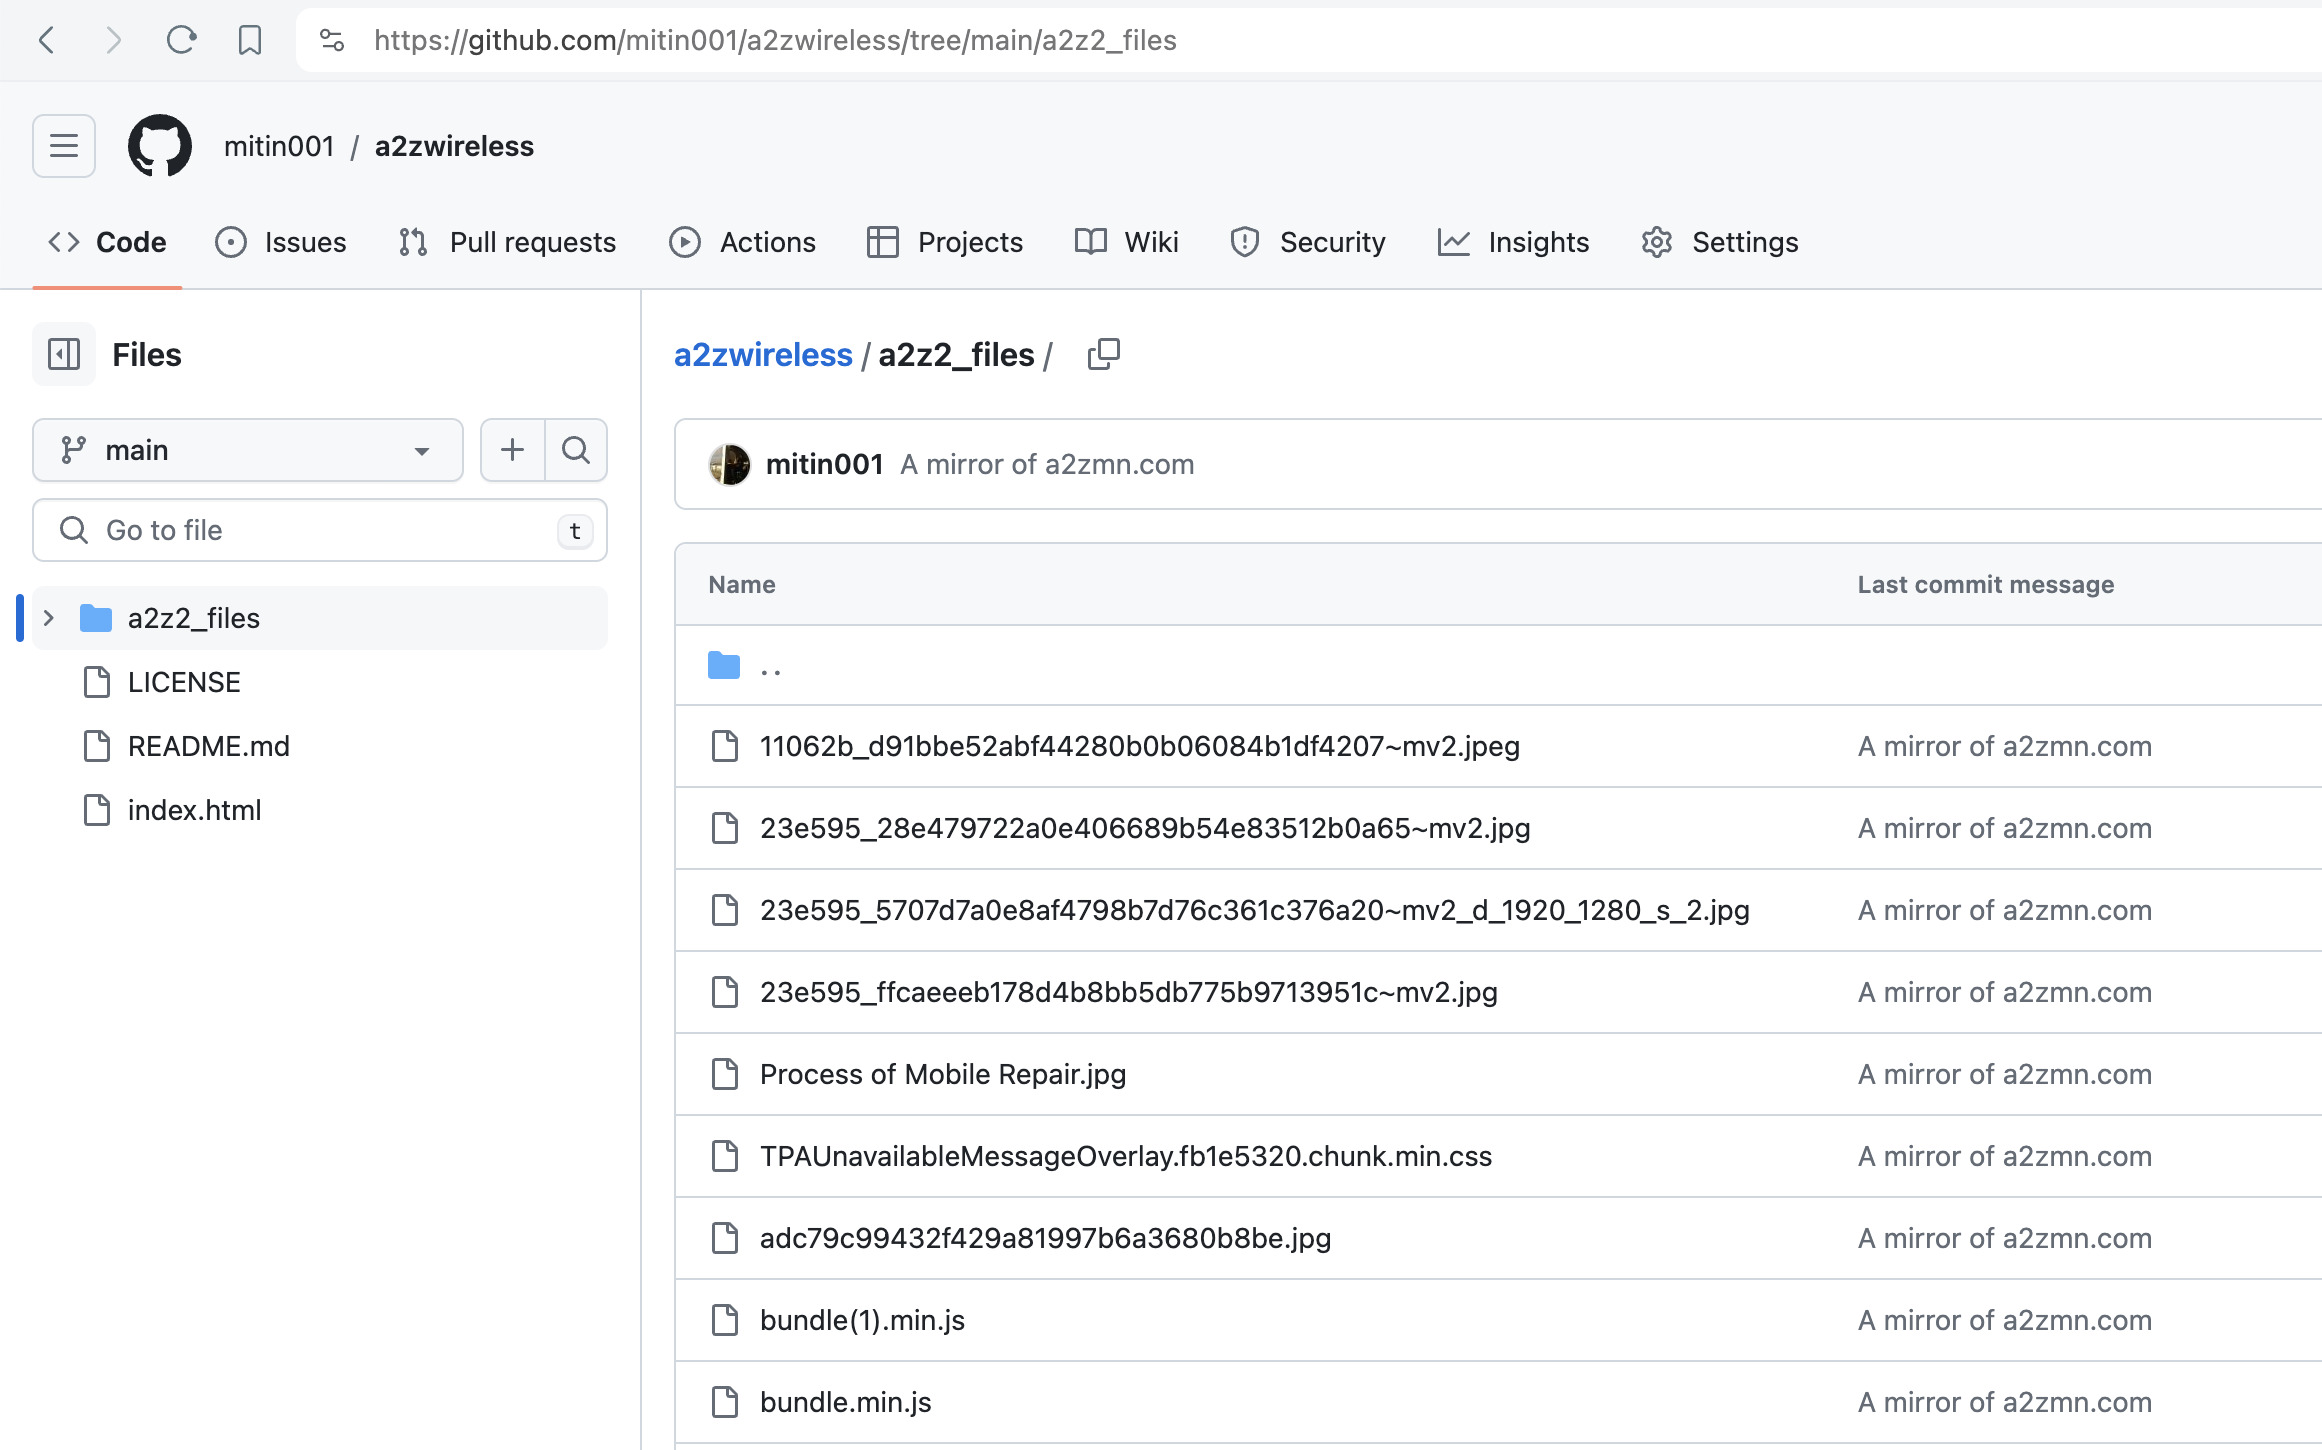 https://github.com/mitin001/a2zwireless/tree/main/a2z2_files
mitin001 / a2zwireless
Code Issues Pull requests Actions Projects Wiki Security Insights Settings
Files
main
Go to file t
a2z2_files
LICENSE
README.md
index.html
a2zwireless / a2z2_files /
mitin001 A mirror of a2zmn.com
Name Last commit message
..
11062b_d91bbe52abf44280b0b06084b1df4207~mv2.jpeg A mirror of a2zmn.com
23e595_28e479722a0e406689b54e83512b0a65~mv2.jpg A mirror of a2zmn.com
23e595_5707d7a0e8af4798b7d76c361c376a20~mv2_d_1920_1280_s_2.jpg A mirror of a2zmn.com
23e595_ffcaeeeb178d4b8bb5db775b9713951c~mv2.jpg A mirror of a2zmn.com
Process of Mobile Repair.jpg A mirror of a2zmn.com
TPAUnavailableMessageOverlay.fb1e5320.chunk.min.css A mirror of a2zmn.com
adc79c99432f429a81997b6a3680b8be.jpg A mirror of a2zmn.com
bundle(1).min.js A mirror of a2zmn.com
bundle.min.js A mirror of a2zmn.com